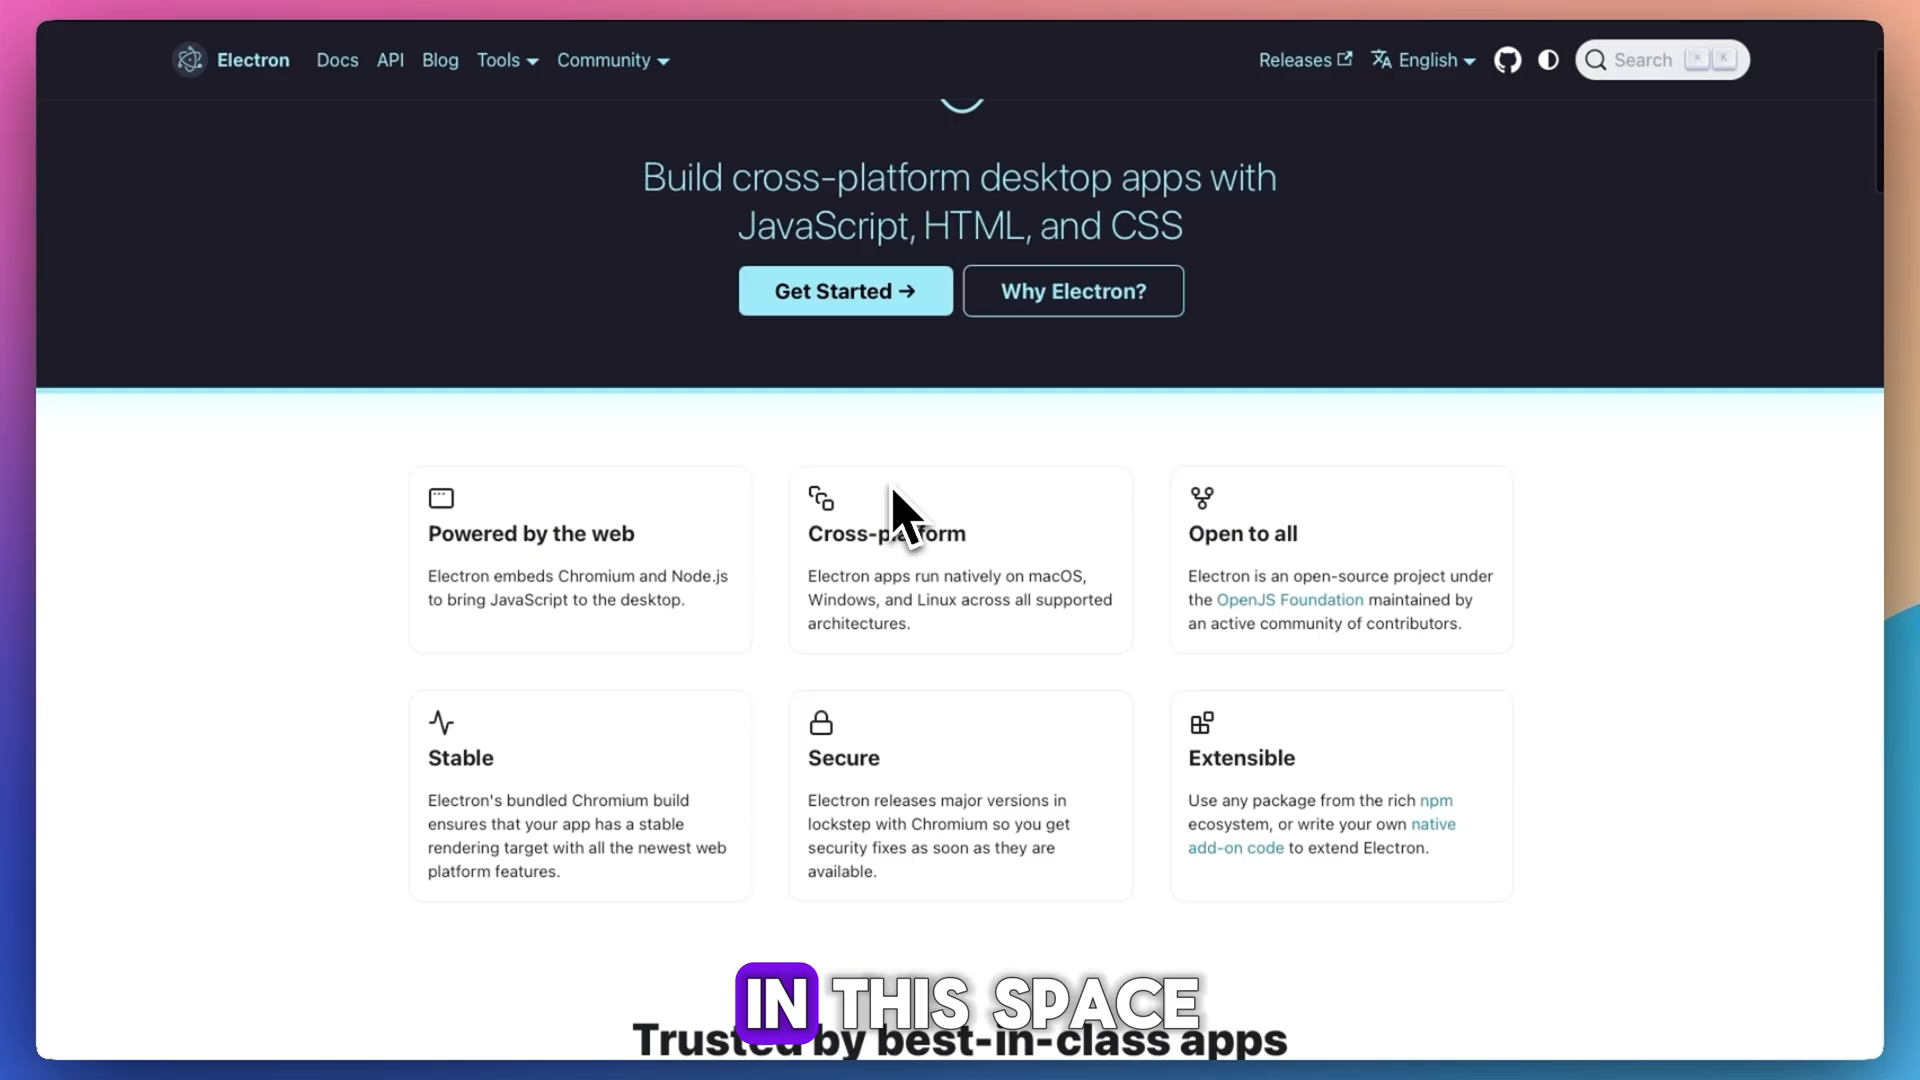 Electron Docs API Blog Tools Community Releases English Search K
Build cross-platform desktop apps with
JavaScript, HTML, and CSS
Get Started → Why Electron?
Powered by the web
Electron embeds Chromium and Node.js
to bring JavaScript to the desktop.
Cross-platform
Electron apps run natively on macOS,
Windows, and Linux across all supported
architectures.
Open to all
Electron is an open-source project under
the OpenJS Foundation maintained by
an active community of contributors.
Stable
Electron's bundled Chromium build
ensures that your app has a stable
rendering target with all the newest web
platform features.
Secure
Electron releases major versions in
lockstep with Chromium so you get
security fixes as soon as they are
available.
Extensible
Use any package from the rich npm
ecosystem, or write your own native
add-on code to extend Electron.
IN THIS SPACE
Trusted by best-in-class apps